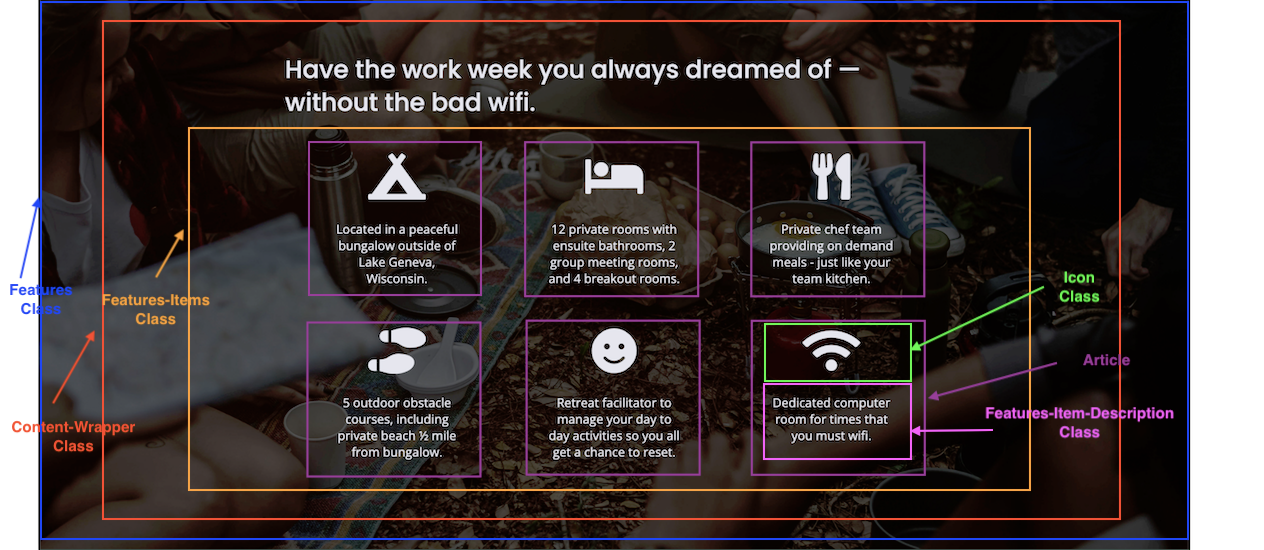 Have the work week you always dreamed of —
without the bad wifi.
Located in a peaceful
bungalow outside of
Lake Geneva,
Wisconsin.
12 private rooms with
ensuite bathrooms, 2
group meeting rooms,
and 4 breakout rooms.
Private chef team
providing on demand
meals - just like your
team kitchen.
Features
Class
Features-Items
Class
Icon
Class
5 outdoor obstacle
courses, including
private beach ½ mile
from bungalow.
Retreat facilitator to
manage your day to
day activities so you all
get a chance to reset.
Dedicated computer
room for times that
you must wifi.
Article
Features-Item-Description
Class
Content-Wrapper
Class